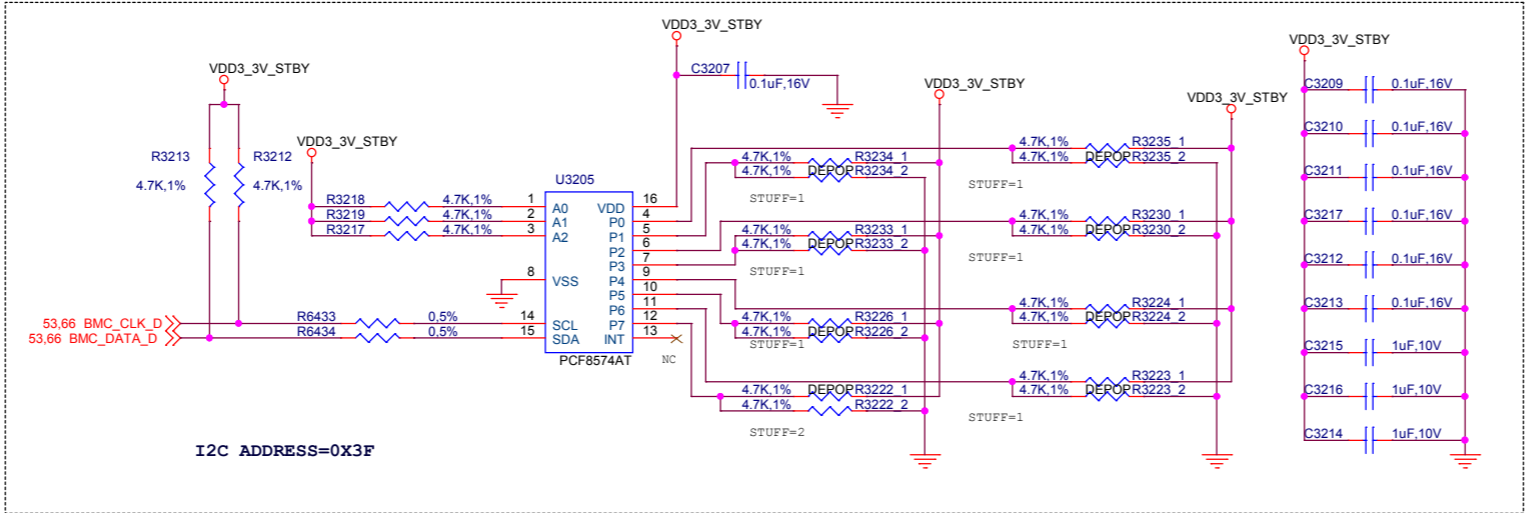 VDD3_3V_STBY
VDD3_3V_STBY
C3207
0.1uF,16V
VDD3_3V_STBY
VDD3_3V_STBY
VDD3_3V_STBY
VDD3_3V_STBY
R3213
4.7K,1%
R3212
4.7K,1%
R3218 4.7K,1%
R3219 4.7K,1%
R3217 4.7K,1%
U3205
1 A0
2 A1
3 A2
8 VSS
14 SCL
15 SDA
VDD 16
P0 4
P1 5
P2 6
P3 7
P4 9
P5 10
P6 11
P7 12
INT 13
NC
PCF8574AT
53,66 BMC_CLK_D
53,66 BMC_DATA_D
R6433 0,5%
R6434 0,5%
4.7K,1% R3234_1
4.7K,1% DEPOP R3234_2
STUFF=1
4.7K,1% R3233_1
4.7K,1% DEPOP R3233_2
STUFF=1
4.7K,1% R3226_1
4.7K,1% DEPOP R3226_2
STUFF=1
4.7K,1% DEPOP R3222_1
4.7K,1% R3222_2
STUFF=2
4.7K,1% R3235_1
4.7K,1% DEPOP R3235_2
STUFF=1
4.7K,1% R3230_1
4.7K,1% DEPOP R3230_2
STUFF=1
4.7K,1% R3224_1
4.7K,1% DEPOP R3224_2
STUFF=1
4.7K,1% R3223_1
4.7K,1% DEPOP R3223_2
STUFF=1
C3209 0.1uF,16V
C3210 0.1uF,16V
C3211 0.1uF,16V
C3217 0.1uF,16V
C3212 0.1uF,16V
C3213 0.1uF,16V
C3215 1uF,10V
C3216 1uF,10V
C3214 1uF,10V
I2C ADDRESS=0X3F